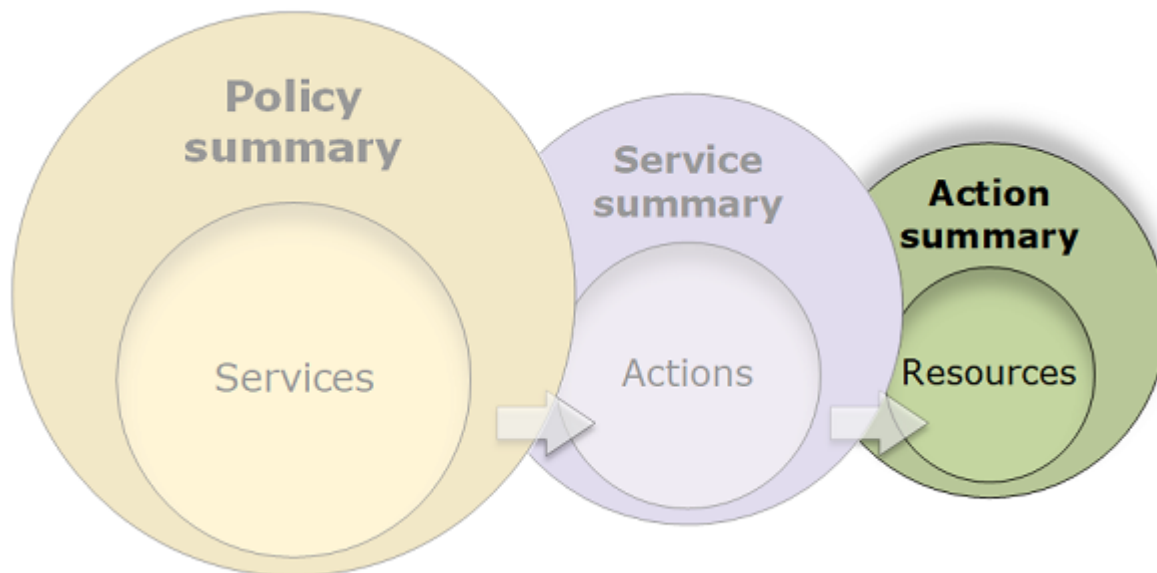 Policy
summary
Services
Service
summary
Actions
Action
summary
Resources